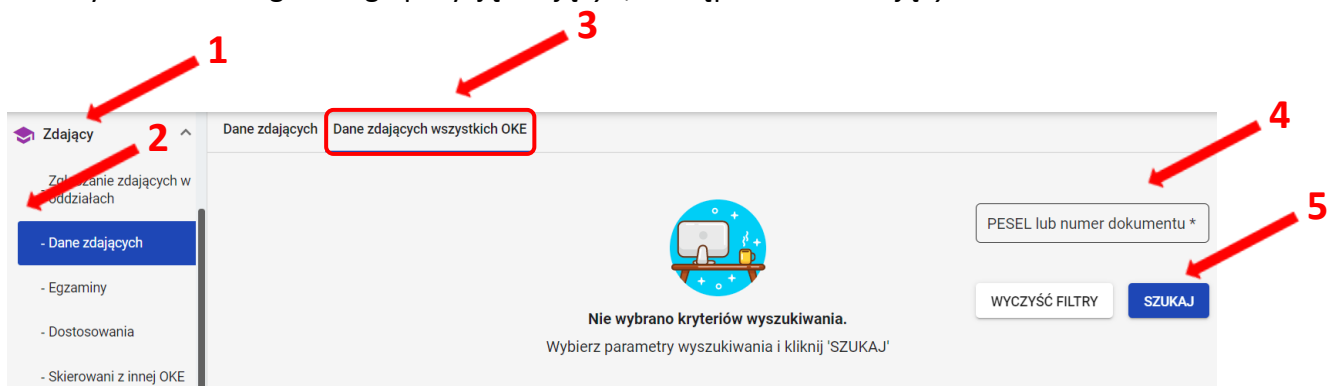 3
1
2
4
5
Zdający
Zgłaszanie zdających w
oddziałach
- Dane zdających
- Egzaminy
- Dostosowania
- Skierowani z innej OKE
Dane zdających
Dane zdających wszystkich OKE
PESEL lub numer dokumentu *
WYCZYŚĆ FILTRY
SZUKAJ
Nie wybrano kryteriów wyszukiwania.
Wybierz parametry wyszukiwania i kliknij 'SZUKAJ'